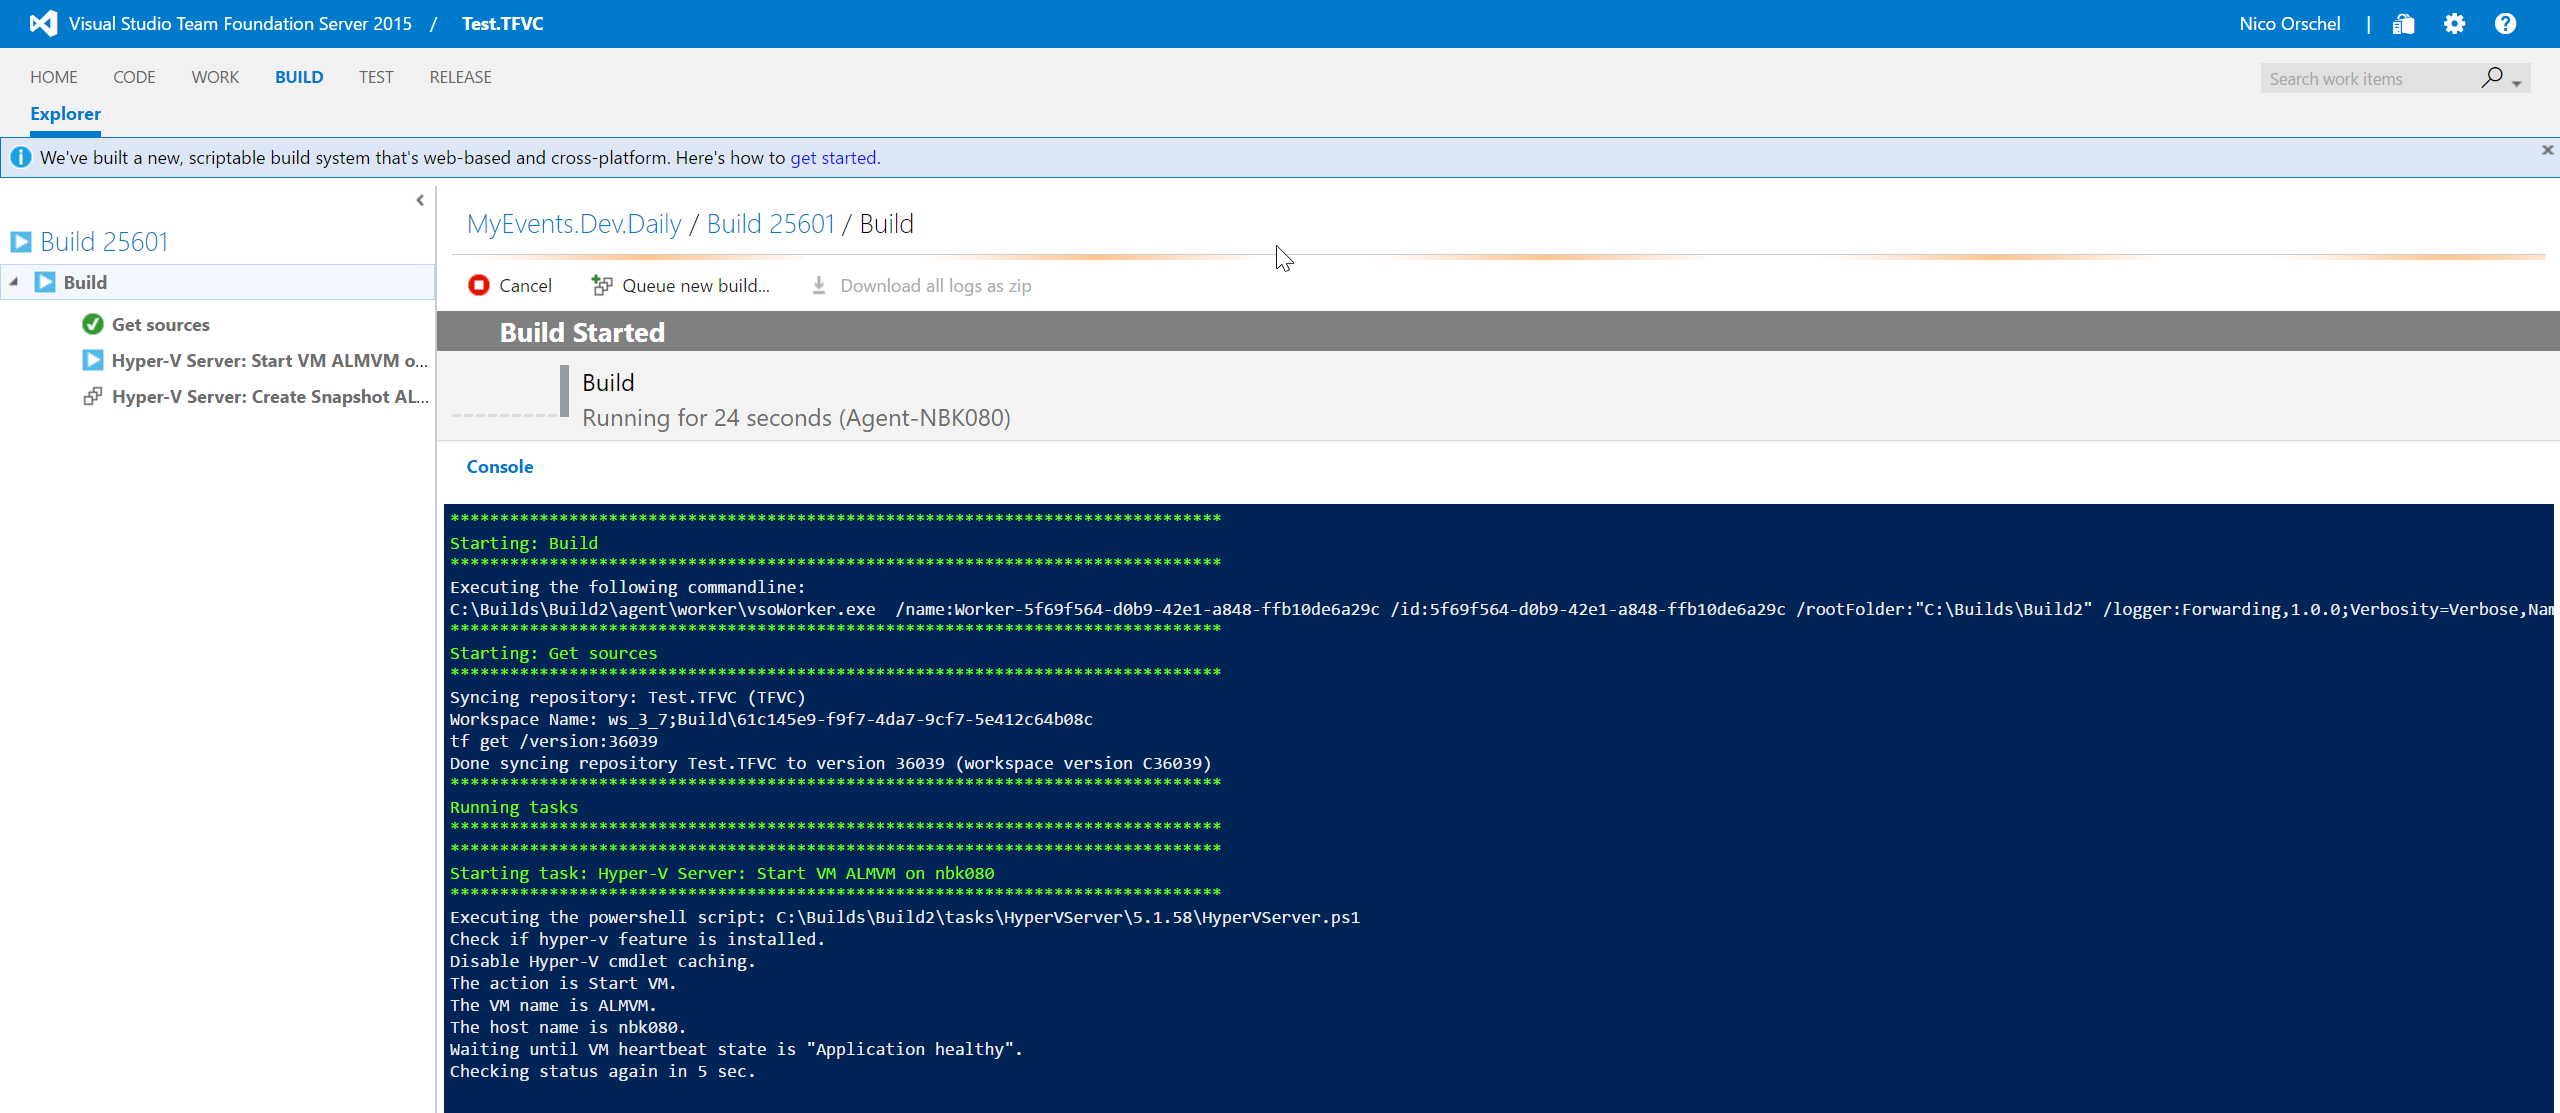 Visual Studio Team Foundation Server 2015 / Test.TFVC
Nico Orschel |
HOME CODE WORK BUILD TEST RELEASE
Search work items
Explorer
We've built a new, scriptable build system that's web-based and cross-platform. Here's how to get started.
Build 25601
Build
Get sources
Hyper-V Server: Start VM ALMVM o...
Hyper-V Server: Create Snapshot AL...
MyEvents.Dev.Daily / Build 25601 / Build
Cancel Queue new build... Download all logs as zip
Build Started
Build
Running for 24 seconds (Agent-NBK080)
Console
******************************************************************************
Starting: Build
******************************************************************************
Executing the following commandline:
C:\Builds\Build2\agent\worker\vsoWorker.exe  /name:Worker-5f69f564-d0b9-42e1-a848-ffb10de6a29c /id:5f69f564-d0b9-42e1-a848-ffb10de6a29c /rootFolder:"C:\Builds\Build2" /logger:Forwarding,1.0.0;Verbosity=Verbose,Nam
******************************************************************************
Starting: Get sources
******************************************************************************
Syncing repository: Test.TFVC (TFVC)
Workspace Name: ws_3_7;Build\61c145e9-f9f7-4da7-9cf7-5e412c64b08c
tf get /version:36039
Done syncing repository Test.TFVC to version 36039 (workspace version C36039)
******************************************************************************
Running tasks
******************************************************************************
******************************************************************************
Starting task: Hyper-V Server: Start VM ALMVM on nbk080
******************************************************************************
Executing the powershell script: C:\Builds\Build2\tasks\HyperVServer\5.1.58\HyperVServer.ps1
Check if hyper-v feature is installed.
Disable Hyper-V cmdlet caching.
The action is Start VM.
The VM name is ALMVM.
The host name is nbk080.
Waiting until VM heartbeat state is "Application healthy".
Checking status again in 5 sec.